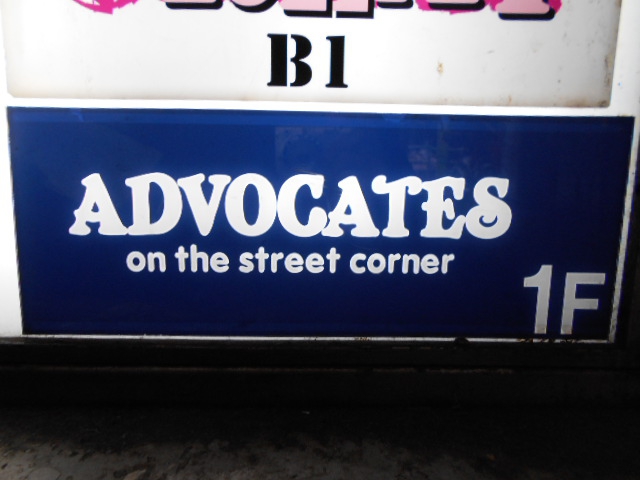 B1
ADVOCATES
on the street corner
1F